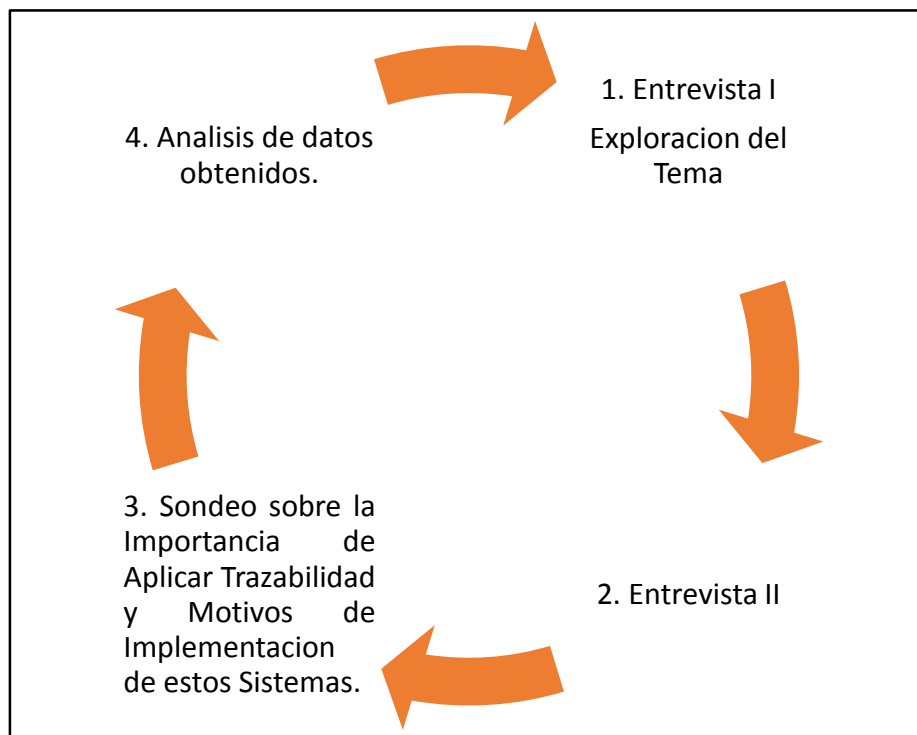 1. Entrevista I
Exploracion del
Tema
2. Entrevista II
3. Sondeo sobre la
Importancia de
Aplicar Trazabilidad
y Motivos de
Implementacion
de estos Sistemas.
4. Analisis de datos
obtenidos.